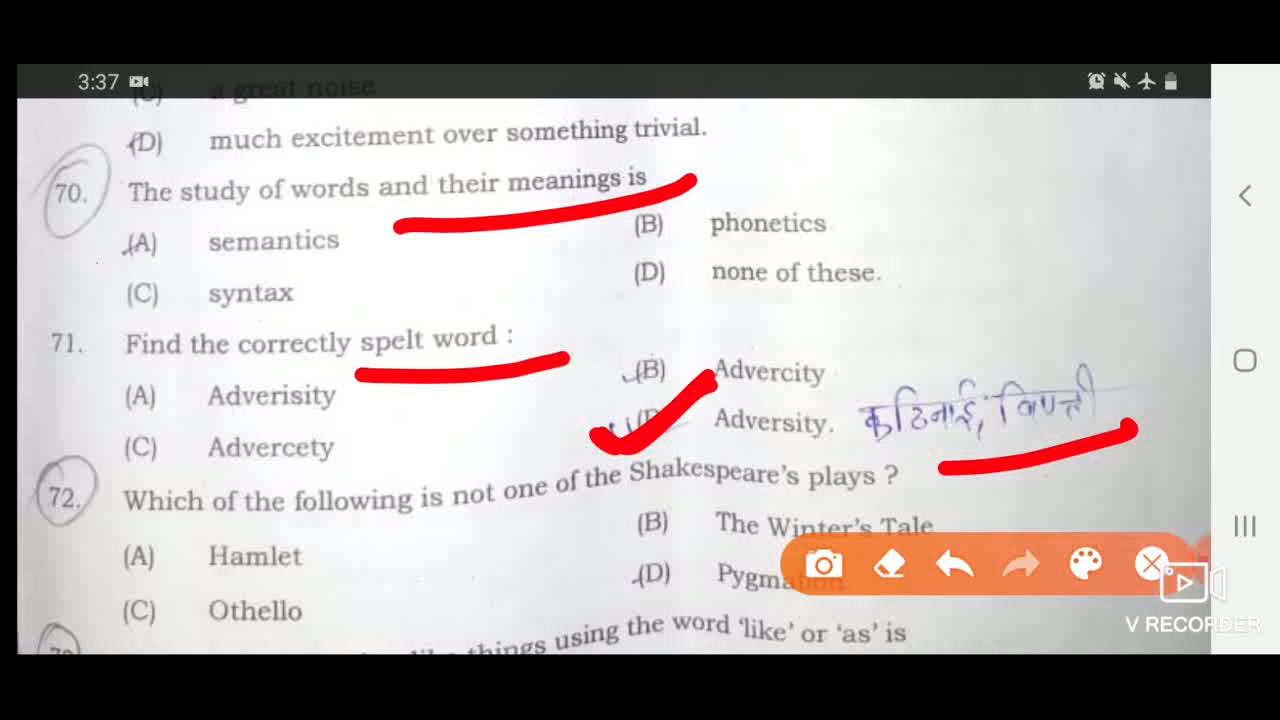 3:37
(C) a great noise
(D) much excitement over something trivial.
70. The study of words and their meanings is
(A) semantics (B) phonetics
(C) syntax (D) none of these.
71. Find the correctly spelt word :
(A) Adverisity (B) Advercity
(C) Advercety (D) Adversity. कठिनाई, विपत्ती
72. Which of the following is not one of the Shakespeare's plays ?
(A) Hamlet (B) The Winter's Tale
(C) Othello (D) Pygmalion
things using the word 'like' or 'as' is
V RECORDER